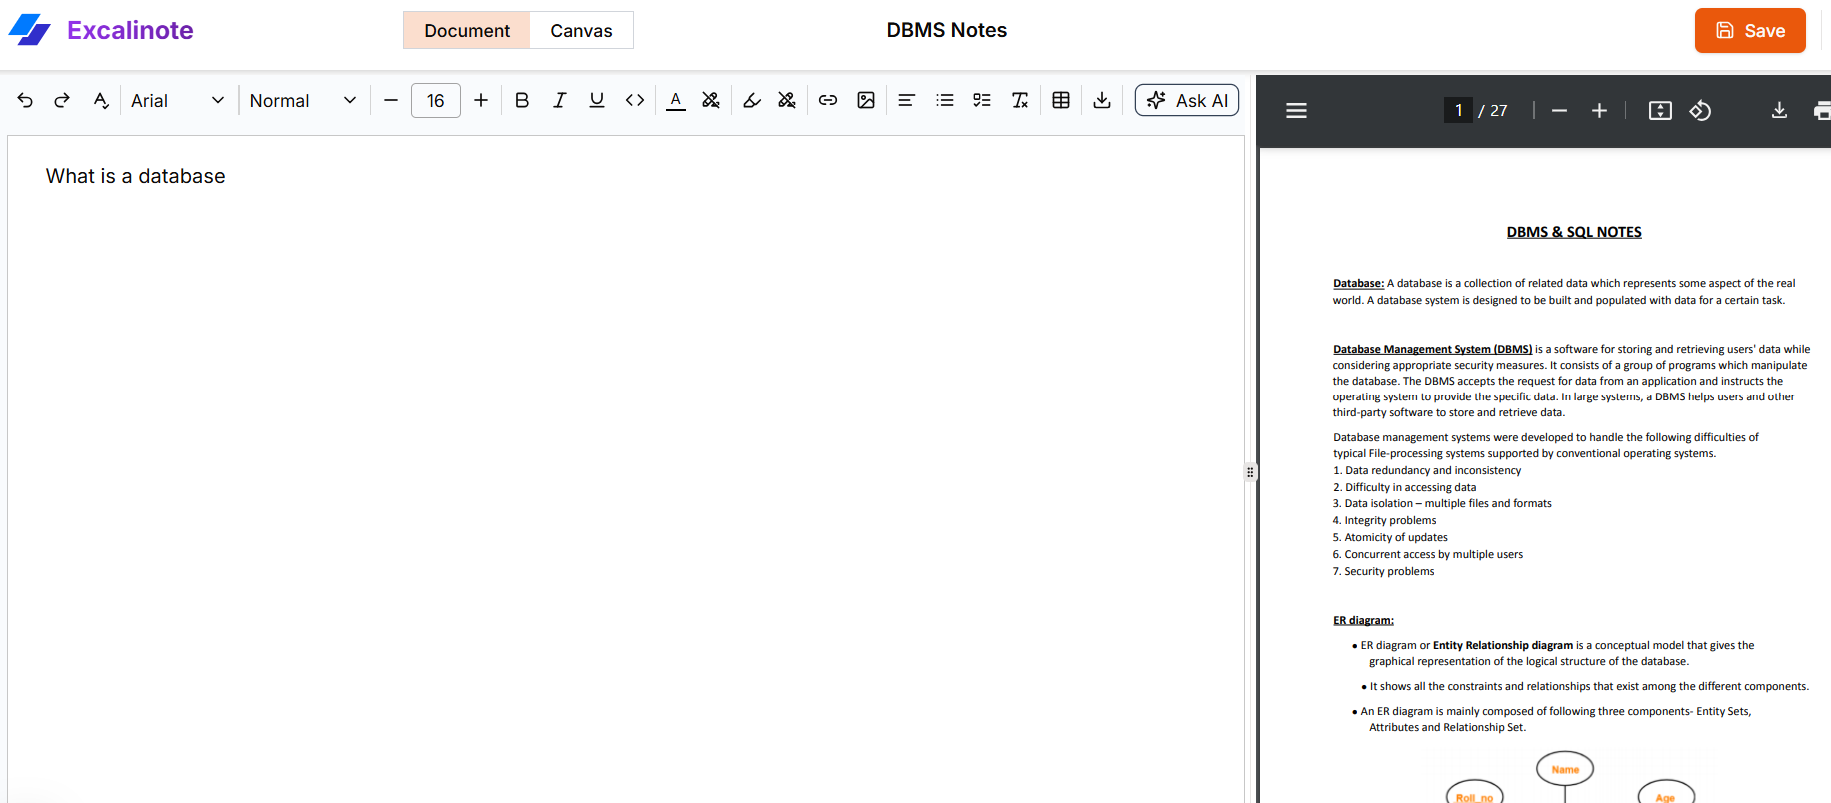 Excalinote
Document Canvas
DBMS Notes
Save
Arial Normal 16 Ask AI
1 / 27
What is a database
DBMS & SQL NOTES
Database: A database is a collection of related data which represents some aspect of the real
world. A database system is designed to be built and populated with data for a certain task.
Database Management System (DBMS) is a software for storing and retrieving users' data while
considering appropriate security measures. It consists of a group of programs which manipulate
the database. The DBMS accepts the request for data from an application and instructs the
operating system to provide the specific data. In large systems, a DBMS helps users and other
third-party software to store and retrieve data.
Database management systems were developed to handle the following difficulties of
typical File-processing systems supported by conventional operating systems.
1. Data redundancy and inconsistency
2. Difficulty in accessing data
3. Data isolation – multiple files and formats
4. Integrity problems
5. Atomicity of updates
6. Concurrent access by multiple users
7. Security problems
ER diagram:
• ER diagram or Entity Relationship diagram is a conceptual model that gives the
graphical representation of the logical structure of the database.
• It shows all the constraints and relationships that exist among the different components.
• An ER diagram is mainly composed of following three components- Entity Sets,
Attributes and Relationship Set.
Name
Roll_no Age